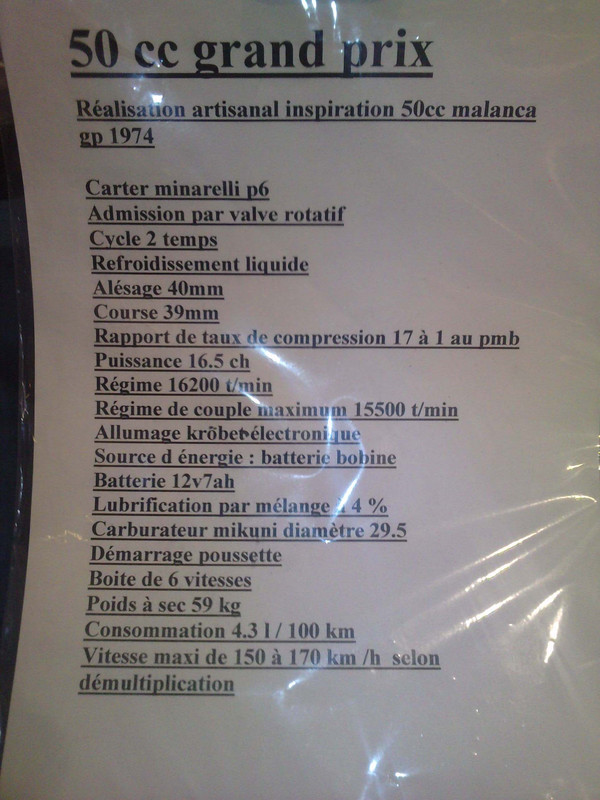 50 cc grand prix
Réalisation artisanal inspiration 50cc malanca
gp 1974
Carter minarelli p6
Admission par valve rotatif
Cycle 2 temps
Refroidissement liquide
Alésage 40mm
Course 39mm
Rapport de taux de compression 17 à 1 au pmb
Puissance 16.5 ch
Régime 16200 t/min
Régime de couple maximum 15500 t/min
Allumage krõber électronique
Source d énergie : batterie bobine
Batterie 12v7ah
Lubrification par mélange à 4 %
Carburateur mikuni diamètre 29.5
Démarrage poussette
Boite de 6 vitesses
Poids à sec 59 kg
Consommation 4.3 l / 100 km
Vitesse maxi de 150 à 170 km /h selon
démultiplication